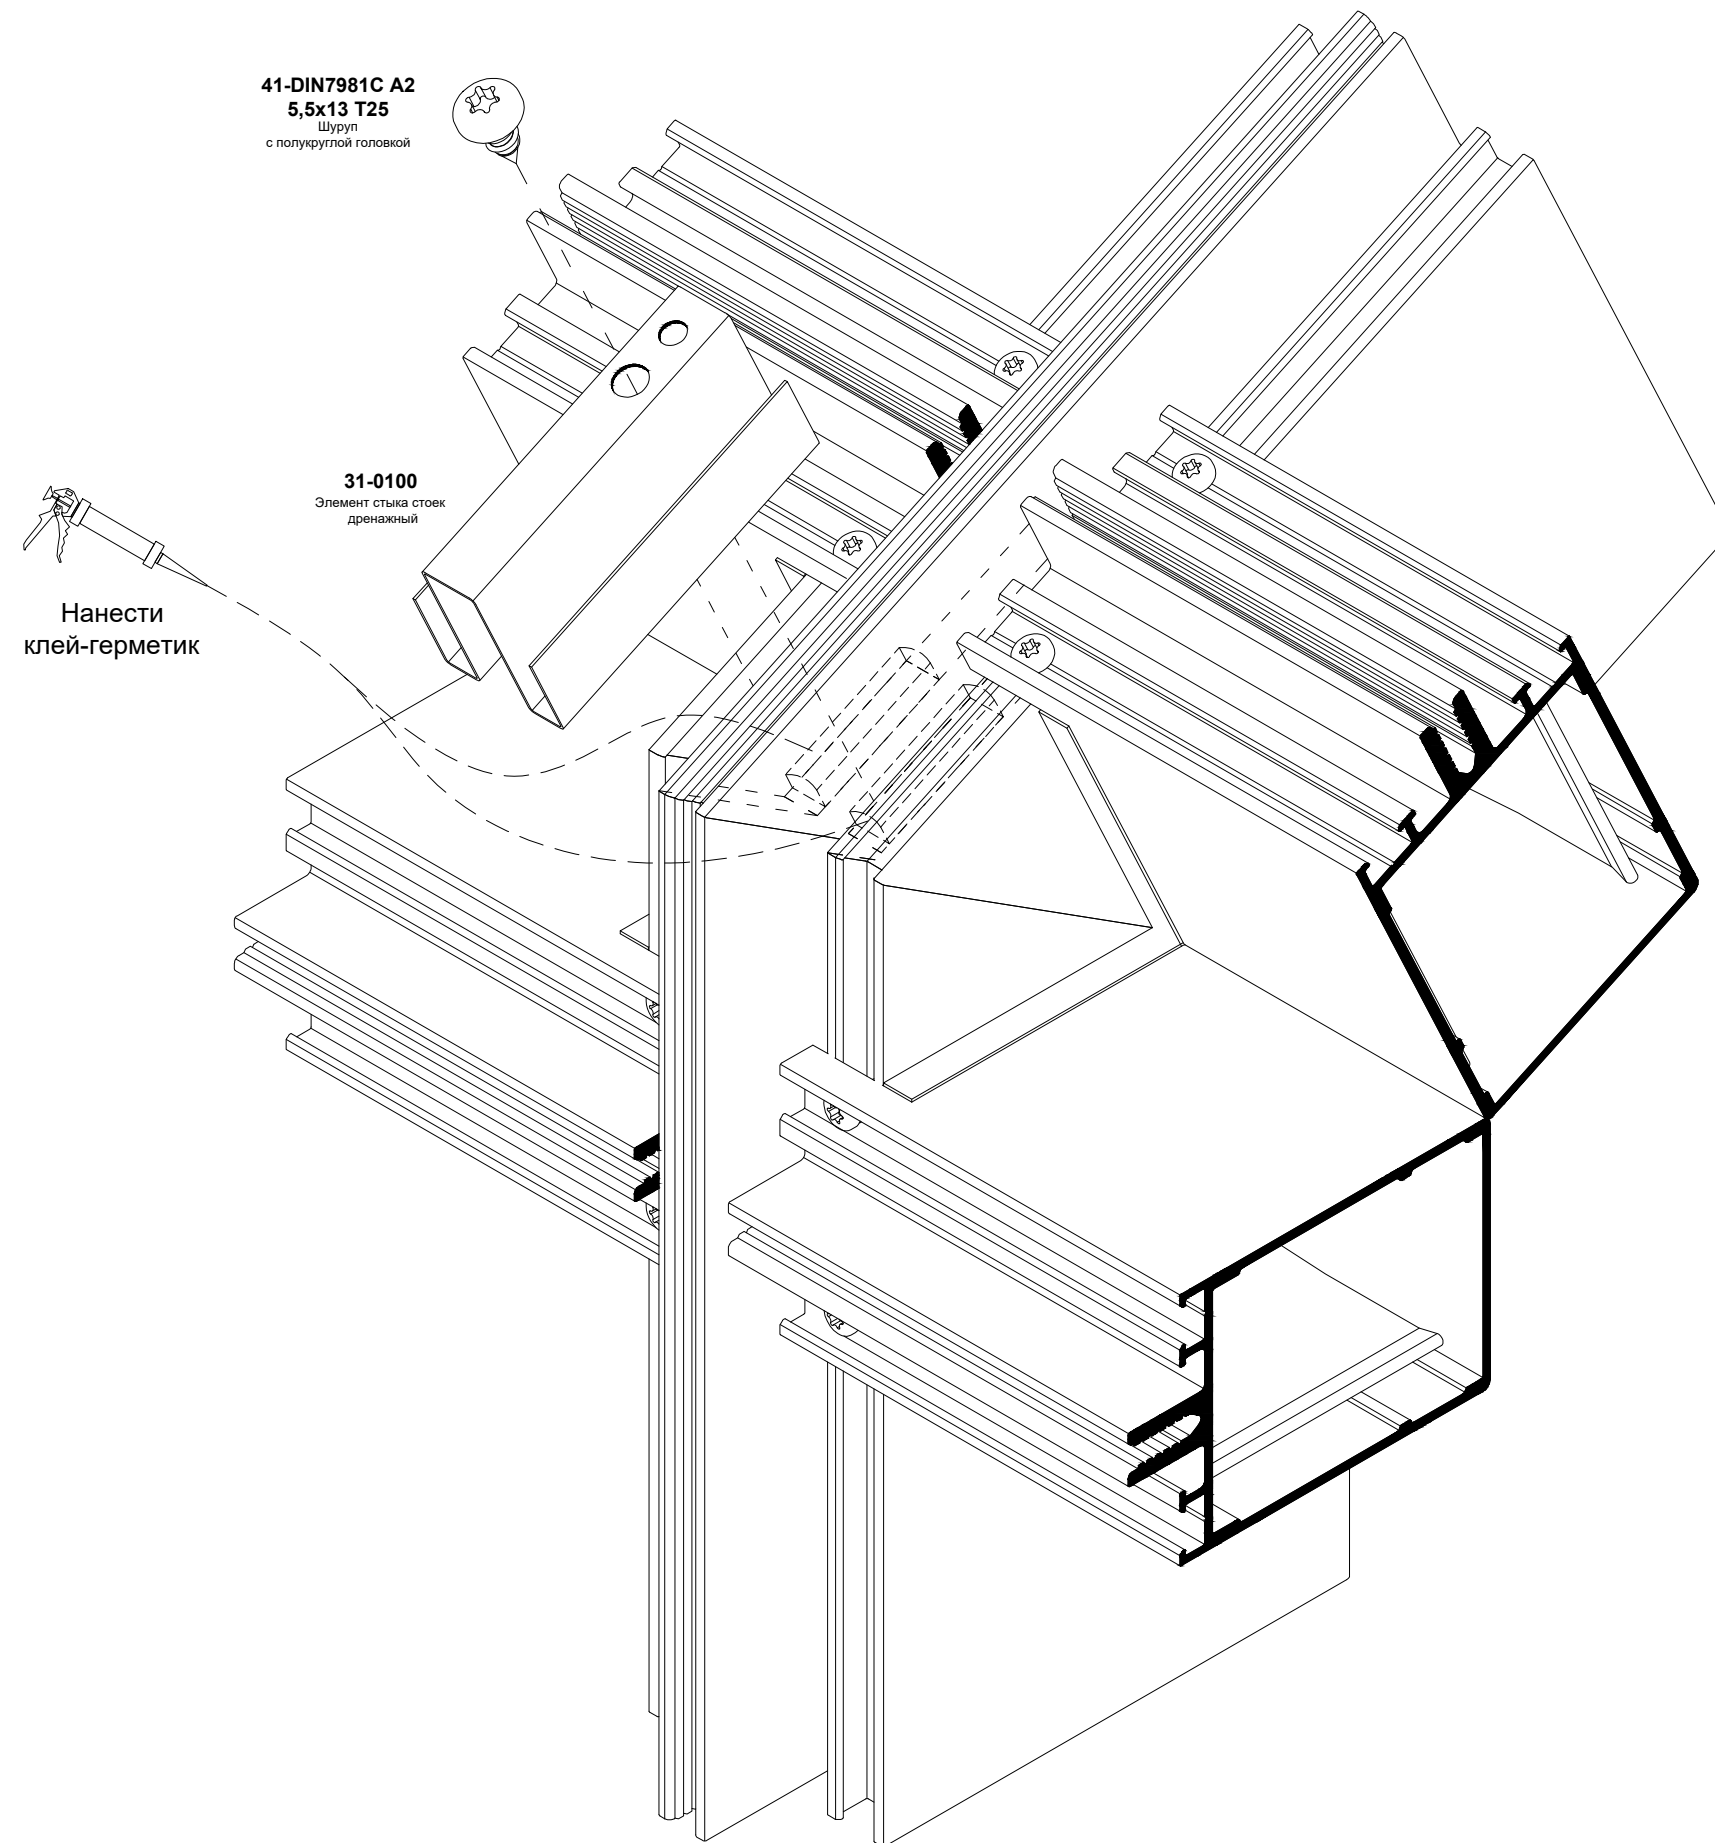 41-DIN7981C A2
5,5x13 T25
Шуруп
с полукруглой головкой
31-0100
Элемент стыка стоек
дренажный
Нанести
клей-герметик